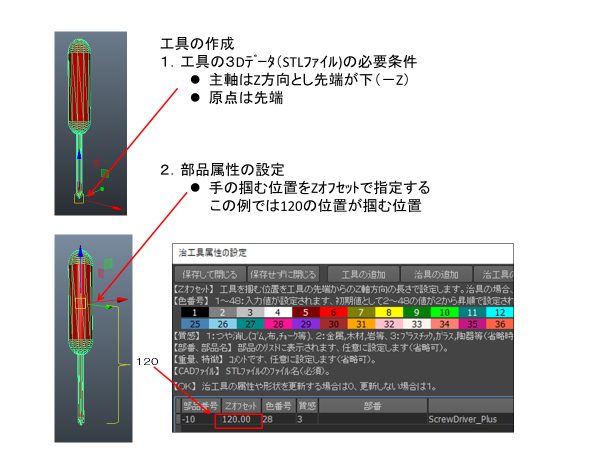 工具の作成
1．工具の３Dﾃﾞｰﾀ（STLﾌｧｲﾙ)の必要条件
● 主軸はZ方向とし先端が下（－Z）
● 原点は先端
２．部品属性の設定
● 手の掴む位置をZｵﾌｾｯﾄで指定する
この例では120の位置が掴む位置
120
治工具属性の設定
保存して閉じる 保存せずに閉じる 工具の追加 治具の追加 治工具の
【Zｵﾌｾｯﾄ】 工具を掴む位置を工具の先端からのZ軸方向の長さで設定します。治具の場合、
【色番号】 1～48:入力値が設定されます、初期値として2～48の値が2から昇順で設定され
1 2 3 4 5 6 7 8 9 10 11 12
25 26 27 28 29 30 31 32 33 34 35 36
【質感】 1:つや消し(ゴム,布,ﾁｮｰｸ等)、2:金属,木材,岩等、3:ﾌﾟﾗｽﾁｯｸ,ｶﾞﾗｽ,陶器等(省略時
【部番、部品名】 部品のﾘｽﾄに表示されます、任意に設定します(省略可)。
【重量、特徴】 ｺﾒﾝﾄです、任意に設定します(省略可)。
【CADﾌｧｲﾙ】 STLﾌｧｲﾙのﾌｧｲﾙ名(必須)。
【OK】 治工具の属性や形状を更新する場合は0、更新しない場合は1。
部品番号 Zｵﾌｾｯﾄ 色番号 質感 部番
-10 120.00 28 3 ScrewDriver_Plus